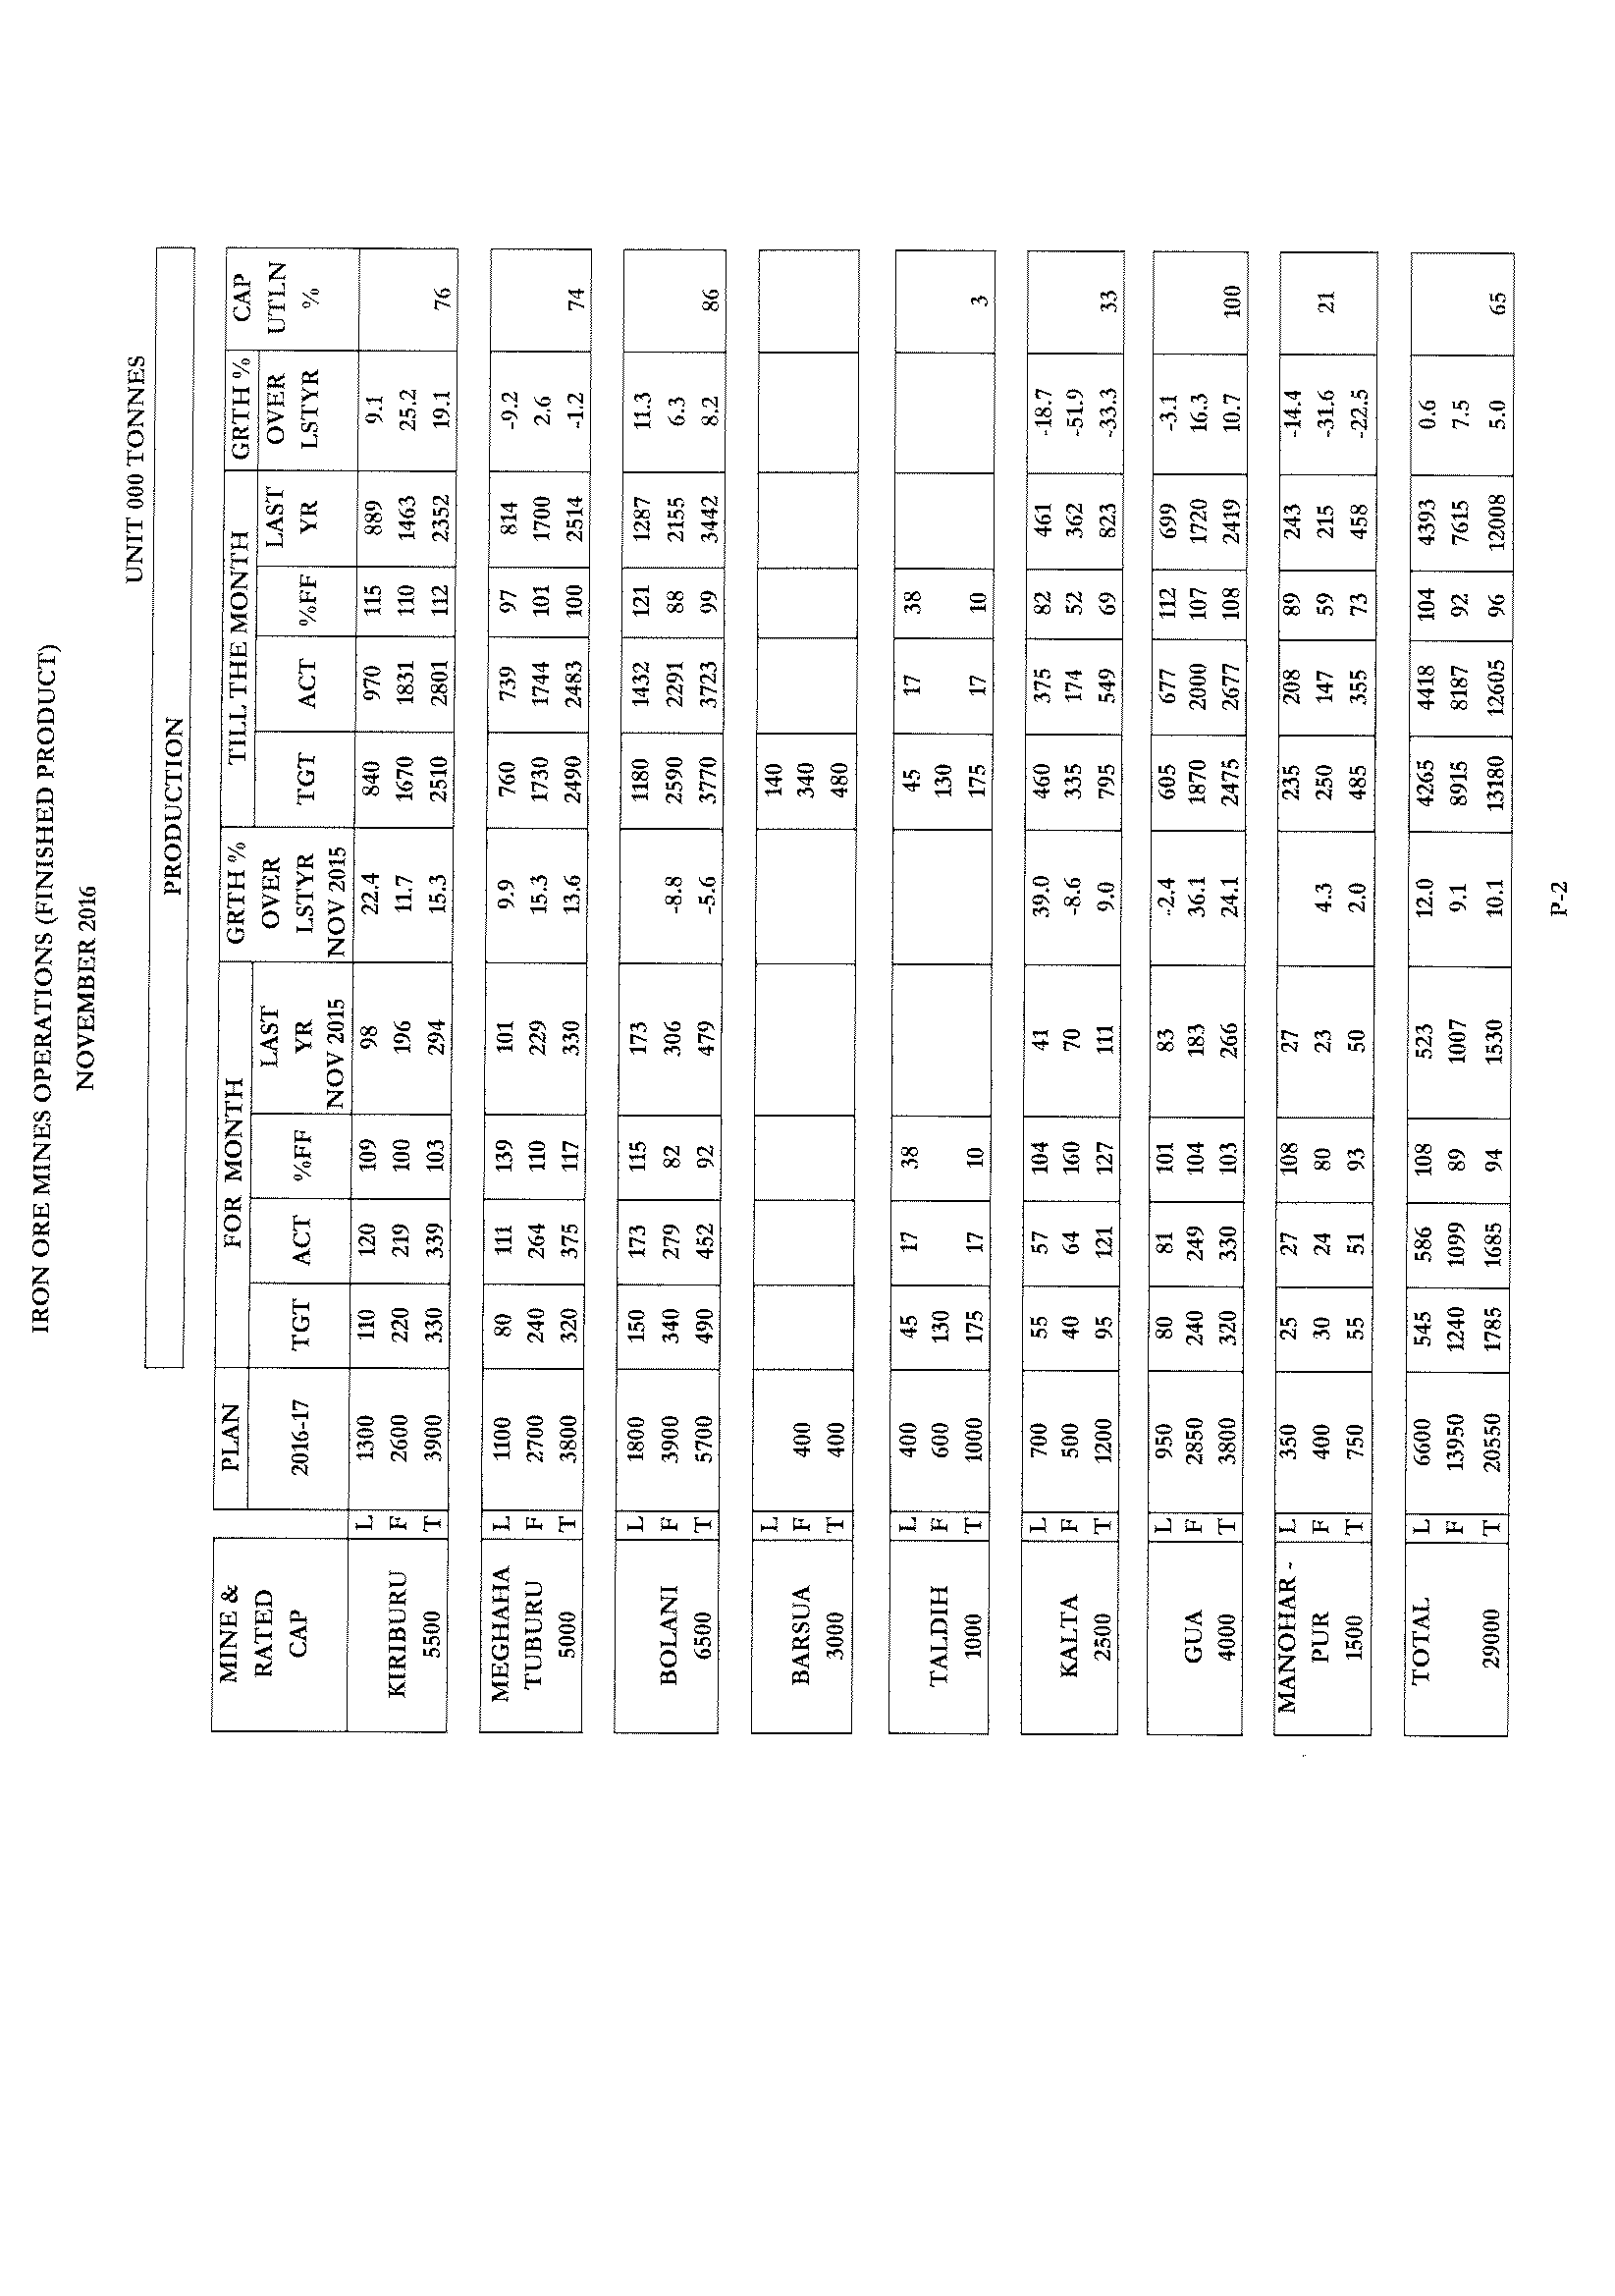 IRON ORE MINES OPERATIONS (FINISHED PRODUCT)
NOVEMBER 2016
UNIT 000 TONNES
PRODUCTION
MINE & PLAN FOR MONTH GRTH % TILL THE MONTH GRTH % CAP
RATED 2016-17 TGT ACT %FF LAST OVER TGT ACT %FF LAST OVER UTLN
CAP YR LSTYR YR LSTYR %
NOV 2015 NOV 2015
L 1300 110 120 109 98 22.4 840 970 115 889 9.1
KIRIBURU F 2600 220 219 100 196 11.7 1670 1831 110 1463 25.2
5500 T 3900 330 339 103 294 15.3 2510 2801 112 2352 19.1 76
MEGHAHA L 1100 80 111 139 101 9.9 760 739 97 814 -9.2
TUBURU F 2700 240 264 110 229 15.3 1730 1744 101 1700 2.6
5000 T 3800 320 375 117 330 13.6 2490 2483 100 2514 -1.2 74
L 1800 150 173 115 173 1180 1432 121 1287 11.3
BOLANI F 3900 340 279 82 306 -8.8 2590 2291 88 2155 6.3
6500 T 5700 490 452 92 479 -5.6 3770 3723 99 3442 8.2 86
L 140
BARSUA F 400 340
3000 T 400 480
L 400 45 17 38 45 17 38
TALDIH F 600 130 130
1000 T 1000 175 17 10 175 17 10 3
L 700 55 57 104 41 39.0 460 375 82 461 -18.7
KALTA F 500 40 64 160 70 -8.6 335 174 52 362 -51.9
2500 T 1200 95 121 127 111 9.0 795 549 69 823 -33.3 33
L 950 80 81 101 83 -2.4 605 677 112 699 -3.1
GUA F 2850 240 249 104 183 36.1 1870 2000 107 1720 16.3
4000 T 3800 320 330 103 266 24.1 2475 2677 108 2419 10.7 100
MANOHAR - L 350 25 27 108 27 235 208 89 243 -14.4
PUR F 400 30 24 80 23 4.3 250 147 59 215 -31.6 21
1500 T 750 55 51 93 50 2.0 485 355 73 458 -22.5
TOTAL L 6600 545 586 108 523 12.0 4265 4418 104 4393 0.6
F 13950 1240 1099 89 1007 9.1 8915 8187 92 7615 7.5
29000 T 20550 1785 1685 94 1530 10.1 13180 12605 96 12008 5.0 65
P-2